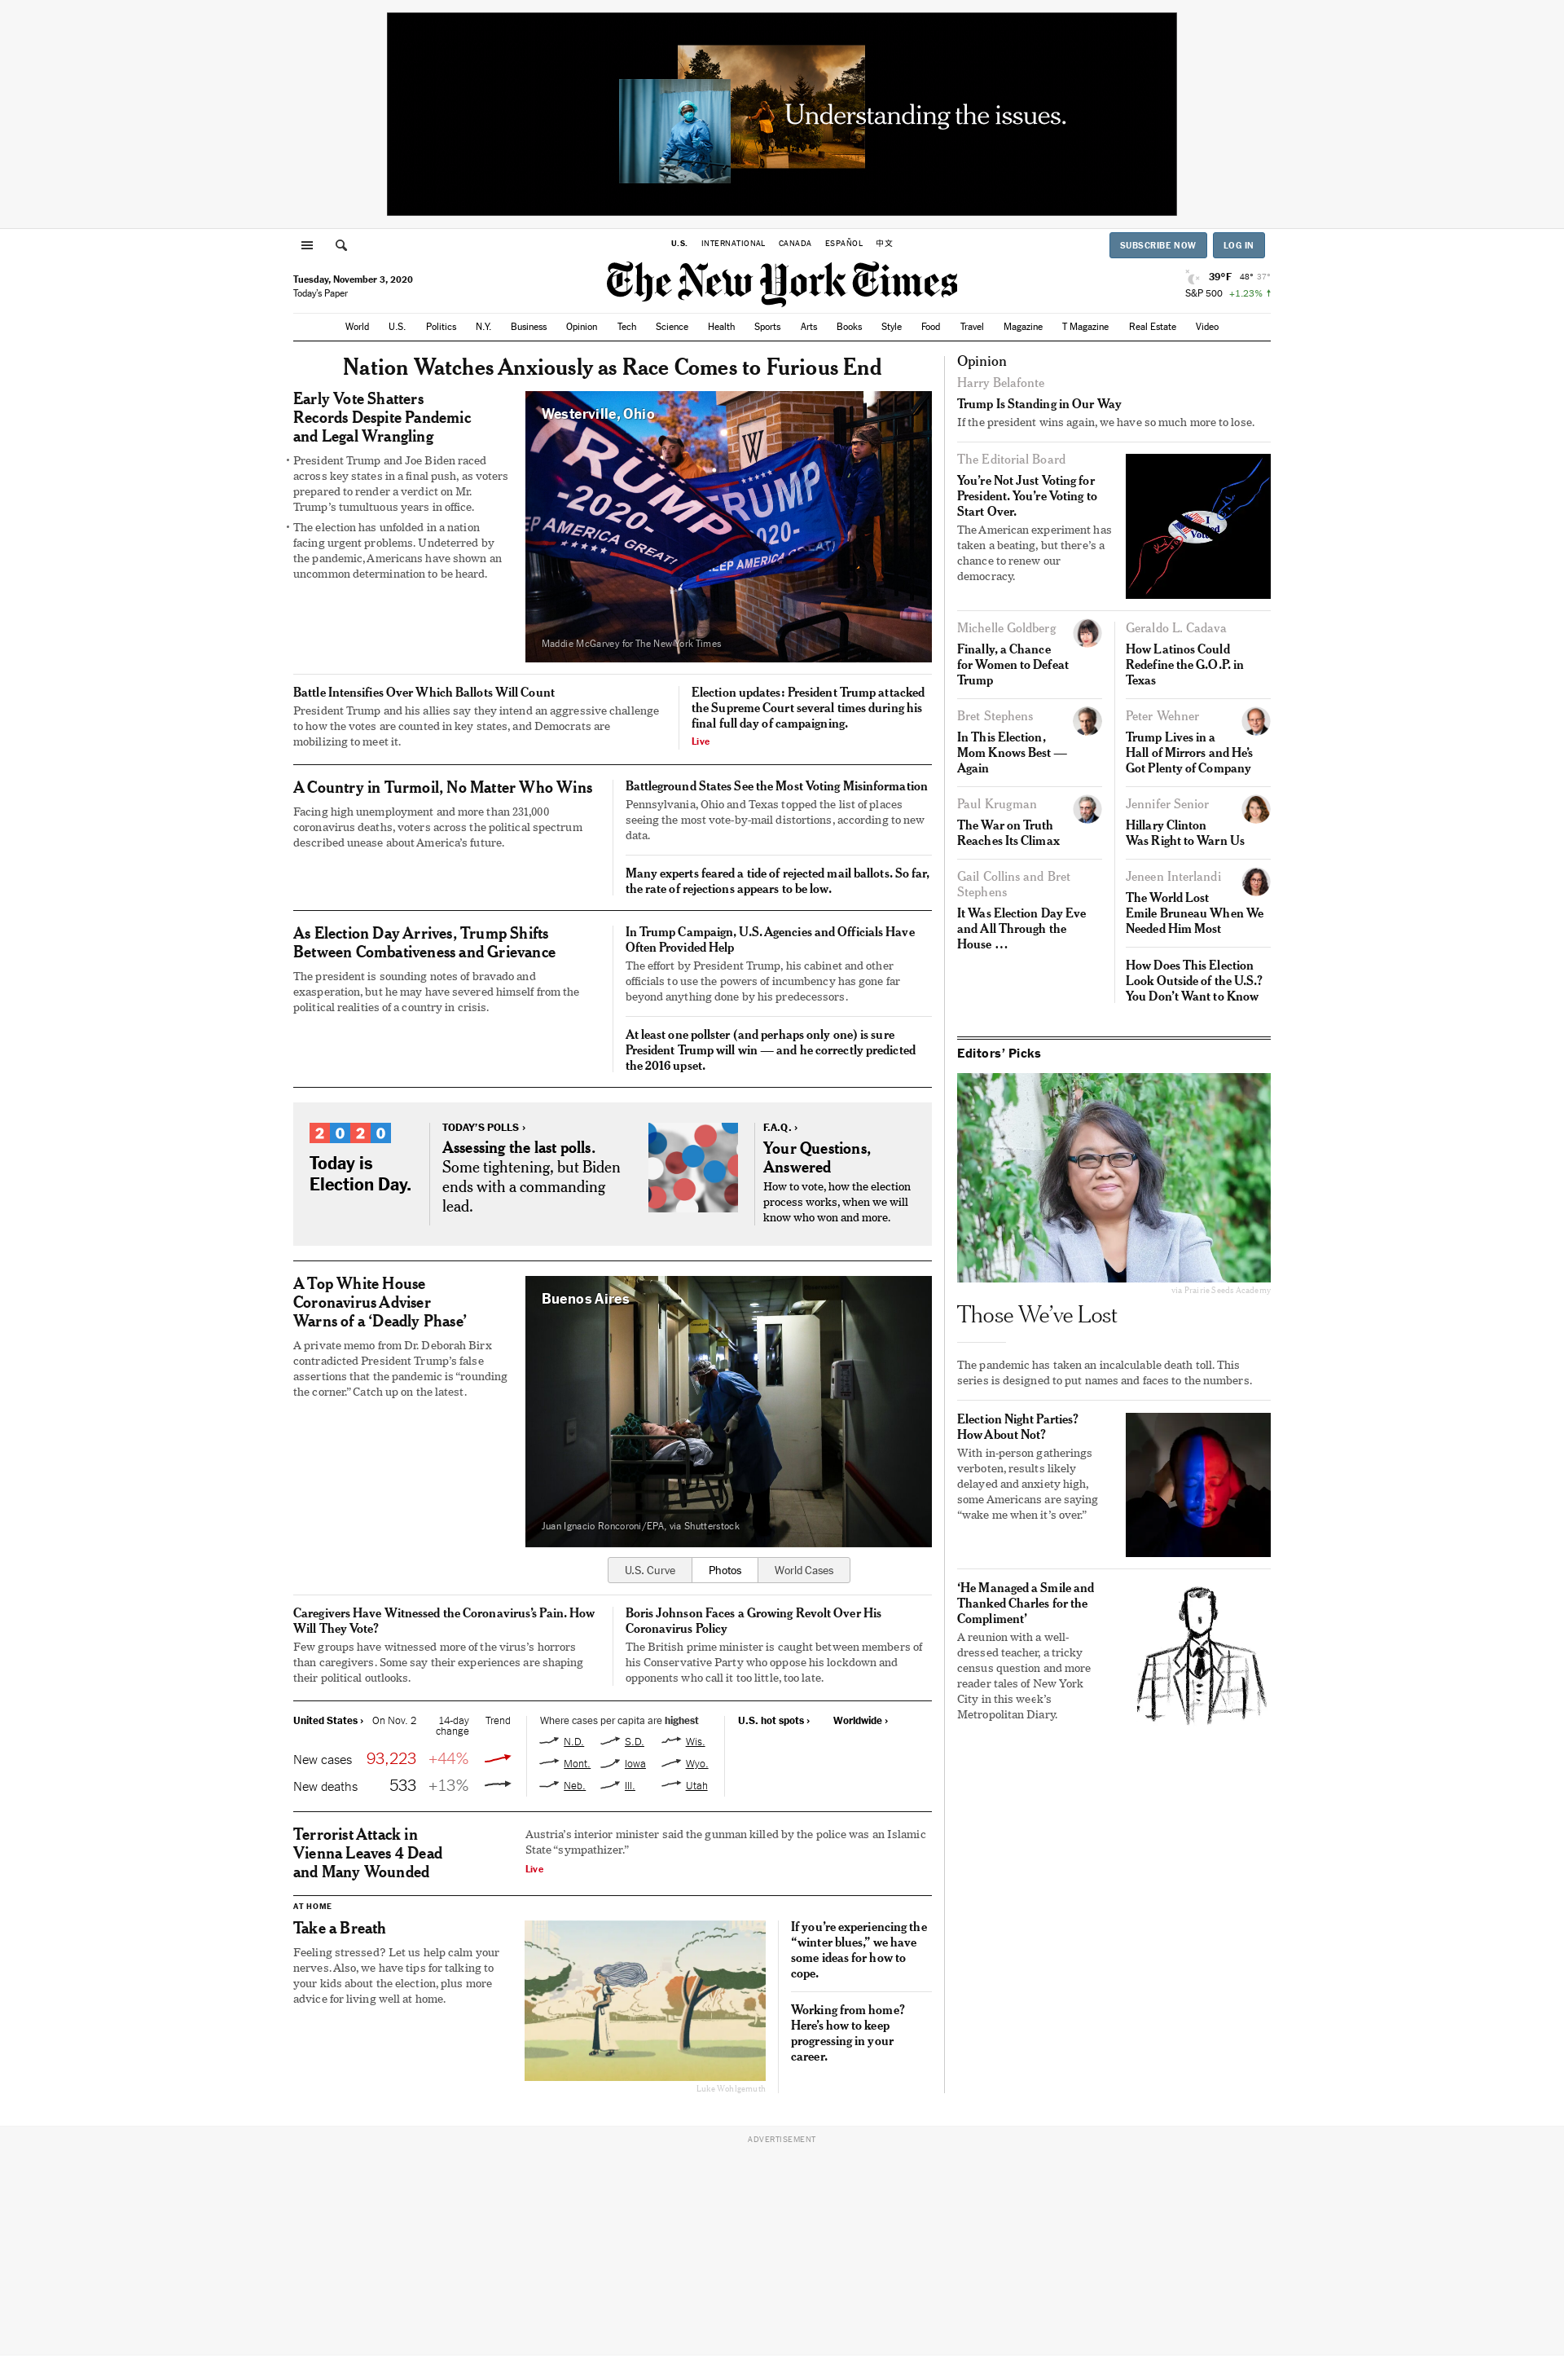 Understanding the issues.
U.S. INTERNATIONAL CANADA ESPAÑOL 中文
SUBSCRIBE NOW LOG IN
Tuesday, November 3, 2020
Today's Paper
The New York Times
39°F 48° 37°
S&P 500 +1.23% ↑
World U.S. Politics N.Y. Business Opinion Tech Science Health Sports Arts Books Style Food Travel Magazine T Magazine Real Estate Video
Nation Watches Anxiously as Race Comes to Furious End
Early Vote Shatters
Records Despite Pandemic
and Legal Wrangling
• President Trump and Joe Biden raced
across key states in a final push, as voters
prepared to render a verdict on Mr.
Trump's tumultuous years in office.
• The election has unfolded in a nation
facing urgent problems. Undeterred by
the pandemic, Americans have shown an
uncommon determination to be heard.
Westerville, Ohio
TRUMP
-2020-
KEEP AMERICA GREAT!
TRUMP
-2020-
KEEP AMERICA GREAT!
W
Maddie McGarvey for The New York Times
Battle Intensifies Over Which Ballots Will Count
President Trump and his allies say they intend an aggressive challenge
to how the votes are counted in key states, and Democrats are
mobilizing to meet it.
Election updates: President Trump attacked
the Supreme Court several times during his
final full day of campaigning.
Live
A Country in Turmoil, No Matter Who Wins
Facing high unemployment and more than 231,000
coronavirus deaths, voters across the political spectrum
described unease about America's future.
Battleground States See the Most Voting Misinformation
Pennsylvania, Ohio and Texas topped the list of places
seeing the most vote-by-mail distortions, according to new
data.
Many experts feared a tide of rejected mail ballots. So far,
the rate of rejections appears to be low.
As Election Day Arrives, Trump Shifts
Between Combativeness and Grievance
The president is sounding notes of bravado and
exasperation, but he may have severed himself from the
political realities of a country in crisis.
In Trump Campaign, U.S. Agencies and Officials Have
Often Provided Help
The effort by President Trump, his cabinet and other
officials to use the powers of incumbency has gone far
beyond anything done by his predecessors.
At least one pollster (and perhaps only one) is sure
President Trump will win — and he correctly predicted
the 2016 upset.
2020
Today is
Election Day.
TODAY'S POLLS ›
Assessing the last polls.
Some tightening, but Biden
ends with a commanding
lead.
F.A.Q. ›
Your Questions,
Answered
How to vote, how the election
process works, when we will
know who won and more.
A Top White House
Coronavirus Adviser
Warns of a ‘Deadly Phase’
A private memo from Dr. Deborah Birx
contradicted President Trump's false
assertions that the pandemic is “rounding
the corner.” Catch up on the latest.
Buenos Aires
Juan Ignacio Roncoroni/EPA, via Shutterstock
U.S. Curve Photos World Cases
Caregivers Have Witnessed the Coronavirus's Pain. How
Will They Vote?
Few groups have witnessed more of the virus's horrors
than caregivers. Some say their experiences are shaping
their political outlooks.
Boris Johnson Faces a Growing Revolt Over His
Coronavirus Policy
The British prime minister is caught between members of
his Conservative Party who oppose his lockdown and
opponents who call it too little, too late.
United States › On Nov. 2 14-day
change Trend
New cases 93,223 +44%
New deaths 533 +13%
Where cases per capita are highest
N.D. S.D. Wis.
Mont. Iowa Wyo.
Neb. Ill. Utah
U.S. hot spots › Worldwide ›
Terrorist Attack in
Vienna Leaves 4 Dead
and Many Wounded
Austria's interior minister said the gunman killed by the police was an Islamic
State “sympathizer.”
Live
AT HOME
Take a Breath
Feeling stressed? Let us help calm your
nerves. Also, we have tips for talking to
your kids about the election, plus more
advice for living well at home.
Luke Wohlgemuth
If you're experiencing the
“winter blues,” we have
some ideas for how to
cope.
Working from home?
Here's how to keep
progressing in your
career.
Opinion
Harry Belafonte
Trump Is Standing in Our Way
If the president wins again, we have so much more to lose.
The Editorial Board
You're Not Just Voting for
President. You're Voting to
Start Over.
The American experiment has
taken a beating, but there's a
chance to renew our
democracy.
I
Voted
Michelle Goldberg
Finally, a Chance
for Women to Defeat
Trump
Geraldo L. Cadava
How Latinos Could
Redefine the G.O.P. in
Texas
Bret Stephens
In This Election,
Mom Knows Best —
Again
Peter Wehner
Trump Lives in a
Hall of Mirrors and He's
Got Plenty of Company
Paul Krugman
The War on Truth
Reaches Its Climax
Jennifer Senior
Hillary Clinton
Was Right to Warn Us
Gail Collins and Bret
Stephens
It Was Election Day Eve
and All Through the
House …
Jeneen Interlandi
The World Lost
Emile Bruneau When We
Needed Him Most
How Does This Election
Look Outside of the U.S.?
You Don't Want to Know
Editors' Picks
via Prairie Seeds Academy
Those We've Lost
The pandemic has taken an incalculable death toll. This
series is designed to put names and faces to the numbers.
Election Night Parties?
How About Not?
With in-person gatherings
verboten, results likely
delayed and anxiety high,
some Americans are saying
“wake me when it's over.”
‘He Managed a Smile and
Thanked Charles for the
Compliment’
A reunion with a well-
dressed teacher, a tricky
census question and more
reader tales of New York
City in this week's
Metropolitan Diary.
ADVERTISEMENT